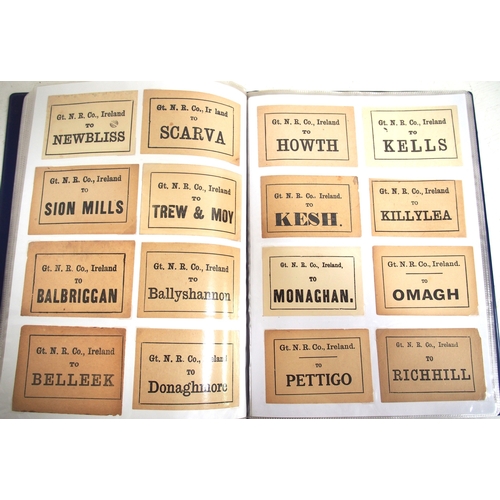 Gt. N. R. Co., Ireland
TO
NEWBLISS
Gt. N. R. Co., Ireland
TO
SCARVA
Gt. N. R. Co., Ireland
TO
SION MILLS
Gt. N. R. Co., Ireland
TO
TREW & MOY
Gt. N. R. Co., Ireland
TO
BALBRIGGAN
Gt. N. R. Co., Ireland
TO
Ballyshannon
Gt. N. R. Co., Ireland
TO
BELLEEK
Gt. N. R. Co., Ireland
TO
Donaghmore
Gt. N. R. Co., Ireland
TO
HOWTH
Gt. N. R. Co., Ireland
TO
KELLS
Gt. N. R. Co., Ireland.
TO
KESH.
Gt. N. R. Co., Ireland
TO
KILLYLEA
Gt. N. R. Co., Ireland,
TO
MONAGHAN.
Gt. N. R. Co., Ireland.
TO
OMAGH
Gt. N. R. Co., Ireland.
TO
PETTIGO
Gt. N. R. Co., Ireland
TO
RICHHILL